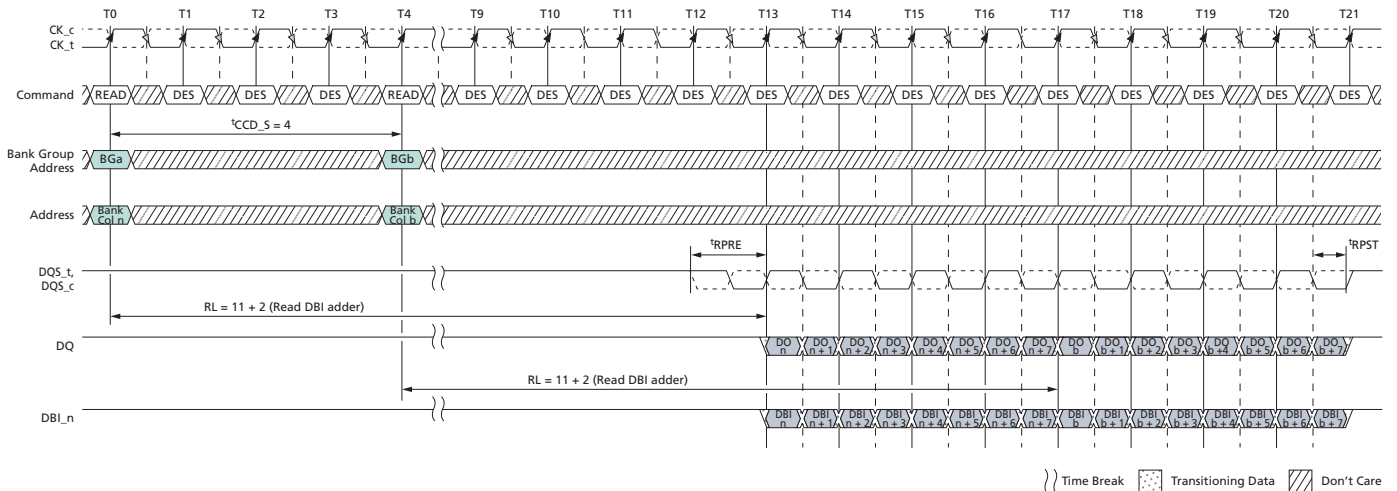 T0 T1 T2 T3 T4 T9 T10 T11 T12 T13 T14 T15 T16 T17 T18 T19 T20 T21
CK_c
CK_t
Command READ DES DES DES READ DES DES DES DES DES DES DES DES DES DES DES DES DES
tCCD_S = 4
Bank Group
Address
BGa BGb
Address
Bank
Col n
Bank
Col b
tRPRE tRPST
DQS_t,
DQS_c
RL = 11 + 2 (Read DBI adder)
DQ
DO DO DO DO DO DO DO DO DO DO DO DO DO DO DO DO
n n + 1 n + 2 n + 3 n + 4 n + 5 n + 6 n + 7 b b + 1 b + 2 b + 3 b +4 b + 5 b + 6 b + 7
RL = 11 + 2 (Read DBI adder)
DBI_n
DBI DBI DBI DBI DBI DBI DBI DBI DBI DBI DBI DBI DBI DBI DBI DBI
n n + 1 n + 2 n + 3 n + 4 n + 5 n + 6 n + 7 b b + 1 b + 2 b + 3 b + 4 b + 5 b + 6 b + 7
Time Break Transitioning Data Don't Care